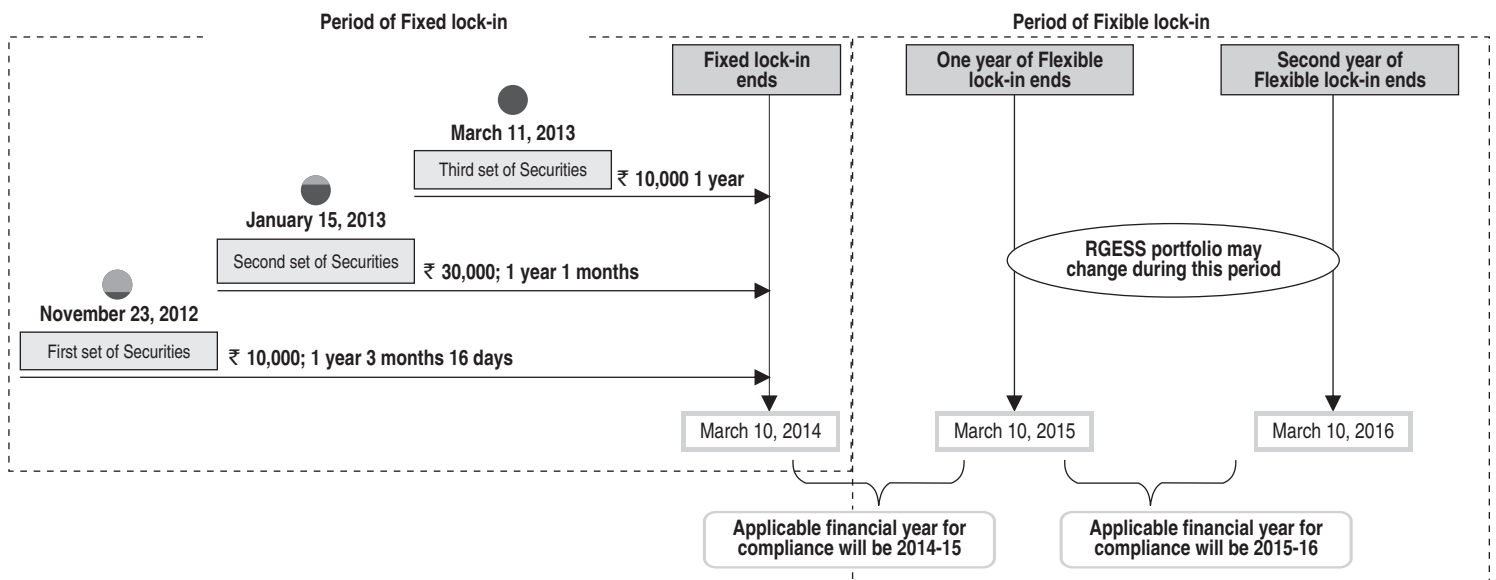 Period of Fixed lock-in
Period of Fixible lock-in
Fixed lock-in
ends
One year of Flexible
lock-in ends
Second year of
Flexible lock-in ends
March 11, 2013
Third set of Securities
₹ 10,000 1 year
January 15, 2013
Second set of Securities
₹ 30,000; 1 year 1 months
RGESS portfolio may
change during this period
November 23, 2012
First set of Securities
₹ 10,000; 1 year 3 months 16 days
March 10, 2014
March 10, 2015
March 10, 2016
Applicable financial year for
compliance will be 2014-15
Applicable financial year for
compliance will be 2015-16